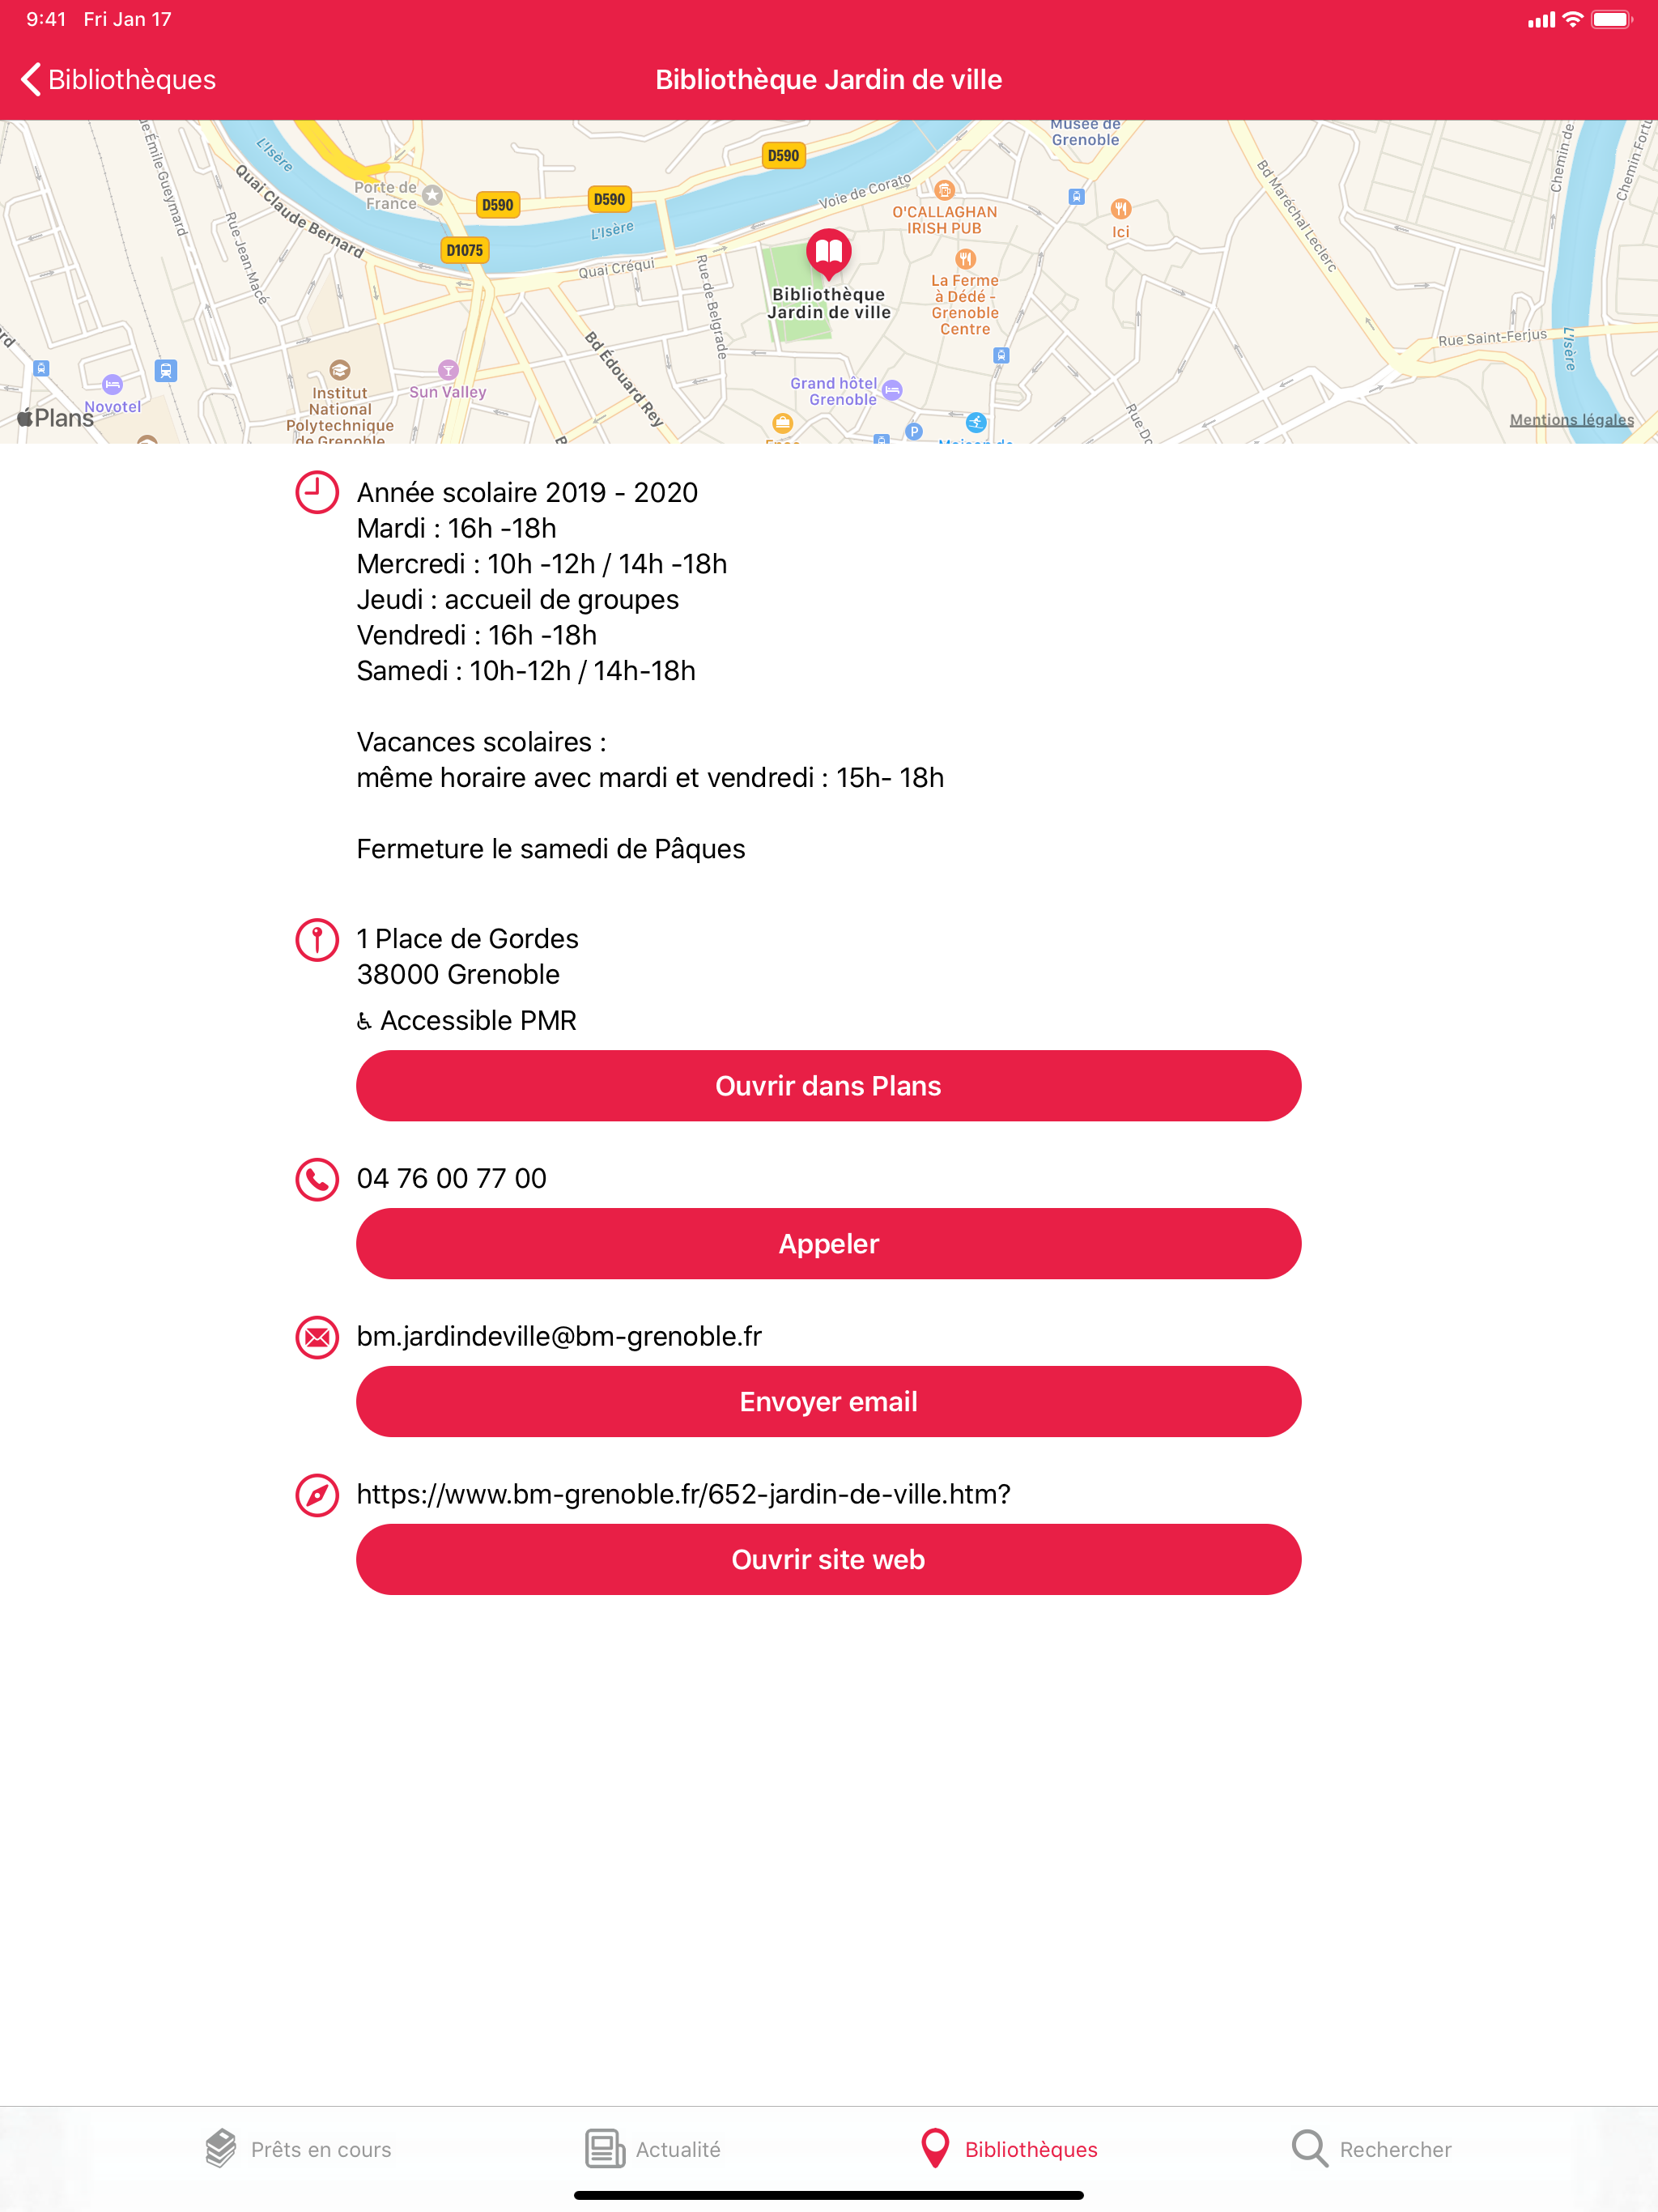 9:41 Fri Jan 17
Bibliothèques
Bibliothèque Jardin de ville
L'Isère
Quai Claude Bernard
Rue Jean Macé
Porte de
France
D590
D590
D590
D1075
L'Isère
Quai Créqui
Voie de Corato
Rue de Belgrade
Bd Édouard Rey
Musée de
Grenoble
O'CALLAGHAN
IRISH PUB
Ici
La Ferme
à Dédé -
Grenoble
Centre
Bibliothèque
Jardin de ville
Bd Maréchal Leclerc
Rue Saint-Ferjus
L'Isère
Novotel
Institut
National
Polytechnique
de Grenoble
Sun Valley
Grand hôtel
Grenoble
P
Plans
Mentions légales
Année scolaire 2019 - 2020
Mardi : 16h -18h
Mercredi : 10h -12h / 14h -18h
Jeudi : accueil de groupes
Vendredi : 16h -18h
Samedi : 10h-12h / 14h-18h
Vacances scolaires :
même horaire avec mardi et vendredi : 15h- 18h
Fermeture le samedi de Pâques
1 Place de Gordes
38000 Grenoble
♿︎ Accessible PMR
Ouvrir dans Plans
04 76 00 77 00
Appeler
bm.jardindeville@bm-grenoble.fr
Envoyer email
https://www.bm-grenoble.fr/652-jardin-de-ville.htm?
Ouvrir site web
Prêts en cours
Actualité
Bibliothèques
Rechercher